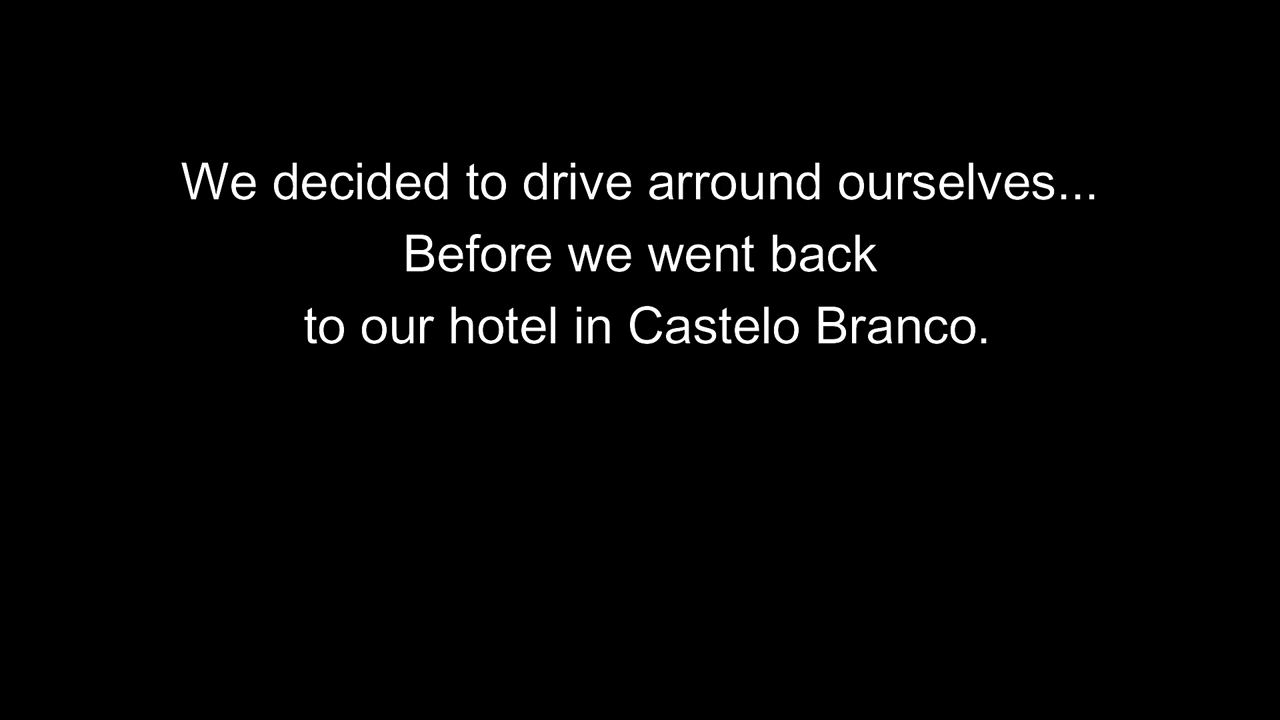 We decided to drive arround ourselves...
Before we went back
to our hotel in Castelo Branco.